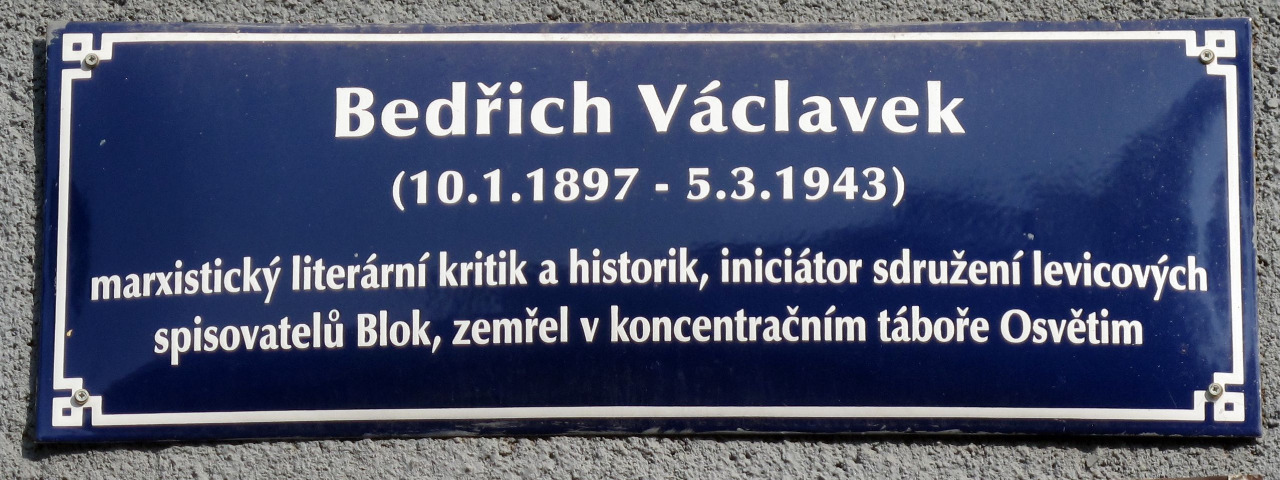 Bedřich Václavek
(10.1.1897 - 5.3.1943)
marxistický literární kritik a historik, iniciátor sdružení levicových
spisovatelů Blok, zemřel v koncentračním táboře Osvětim